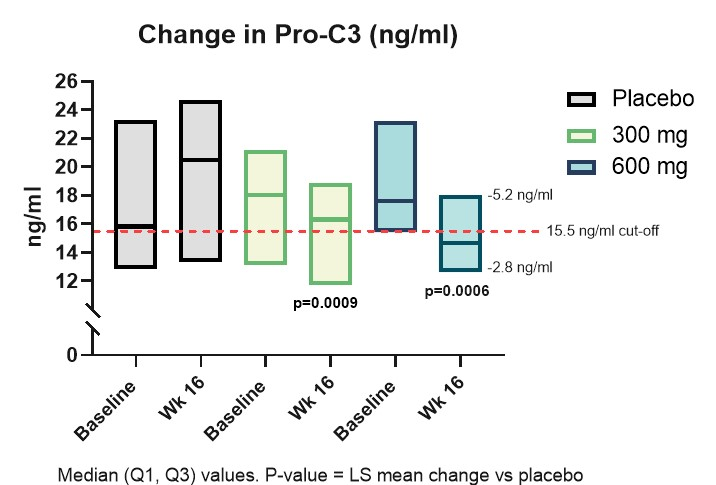 Change in Pro-C3 (ng/ml)
26
24
22
20
18
16
14
12
0
ng/ml
Placebo
300 mg
600 mg
-5.2 ng/ml
15.5 ng/ml cut-off
-2.8 ng/ml
p=0.0009
p=0.0006
Baseline
Wk 16
Baseline
Wk 16
Baseline
Wk 16
Median (Q1, Q3) values. P-value = LS mean change vs placebo